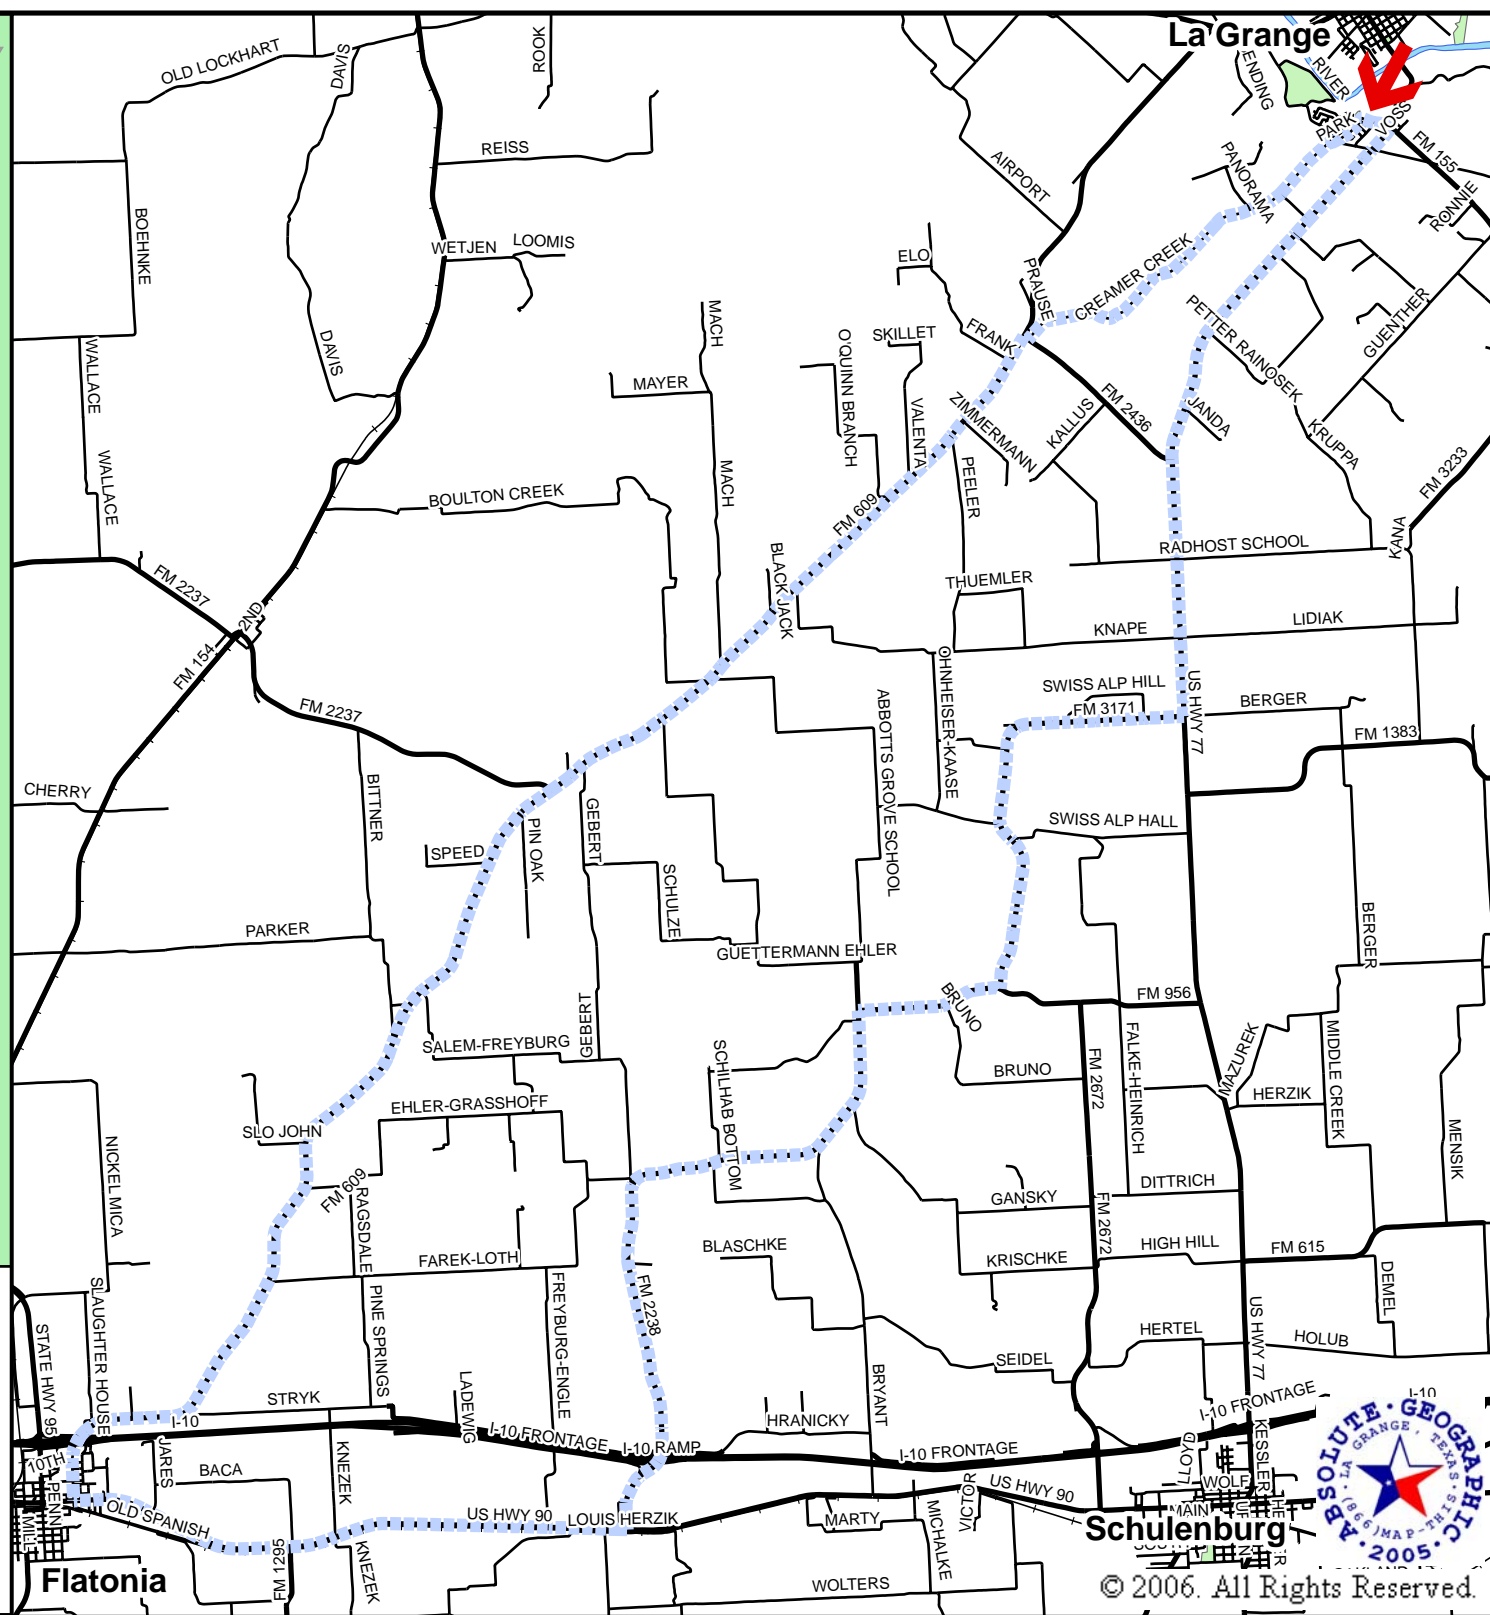 La Grange
OLD LOCKHART
DAVIS
ROOK
ENDING
RIVER
PARK
VOSS
FM 155
REISS
AIRPORT
PANORAMA
RONNIE
BOEHNKE
WETJEN
LOOMIS
ELO
PRAUSE
CREAMER CREEK
PETTER RAINOSEK
GUENTHER
WALLACE
DAVIS
MACH
MAYER
O'QUINN BRANCH
SKILLET
FRANK
VALENTA
ZIMMERMANN
KALLUS
FM 2436
JANDA
KRUPPA
FM 3233
WALLACE
BOULTON CREEK
MACH
FM 609
PEELER
RADHOST SCHOOL
KANA
FM 2237
2ND
BLACK JACK
THUEMLER
KNAPE
LIDIAK
FM 154
FM 2237
OHNHEISER-KAASE
SWISS ALP HILL
FM 3171
US HWY 77
BERGER
FM 1383
ABBOTTS GROVE SCHOOL
CHERRY
BITTNER
GEBERT
PIN OAK
SPEED
SWISS ALP HALL
SCHULZE
PARKER
GUETTERMANN EHLER
BERGER
BRUNO
FM 956
GEBERT
SALEM-FREYBURG
SCHILHAB BOTTOM
BRUNO
FM 2672
FALKE-HEINRICH
MAZUREK
MIDDLE CREEK
HERZIK
EHLER-GRASSHOFF
SLO JOHN
MENSIK
NICKEL MICA
FM 609
RAGSDALE
GANSKY
FM 2672
DITTRICH
FAREK-LOTH
BLASCHKE
KRISCHKE
HIGH HILL
FM 615
DEMEL
SLAUGHTER HOUSE
STATE HWY 95
PINE SPRINGS
FREYBURG-ENGLE
FM 2238
HERTEL
US HWY 77
HOLUB
SEIDEL
BRYANT
STRYK
LADEWIG
I-10
HRANICKY
I-10 FRONTAGE
I-10
I-10 FRONTAGE
I-10 RAMP
I-10 FRONTAGE
10TH
PENN
MILL
JARES
BACA
KNEZEK
LLOYD
KESSLER
WOLF
MAIN
OLD SPANISH
US HWY 90
LOUIS HERZIK
MARTY
MICHALKE
VICTOR
US HWY 90
Schulenburg
FM 1295
KNEZEK
WOLTERS
Flatonia
ABSOLUTE · GEOGRAPHIC
· 2005 ·
LA GRANGE, TEXAS
(866)MAP-THIS
© 2006. All Rights Reserved.